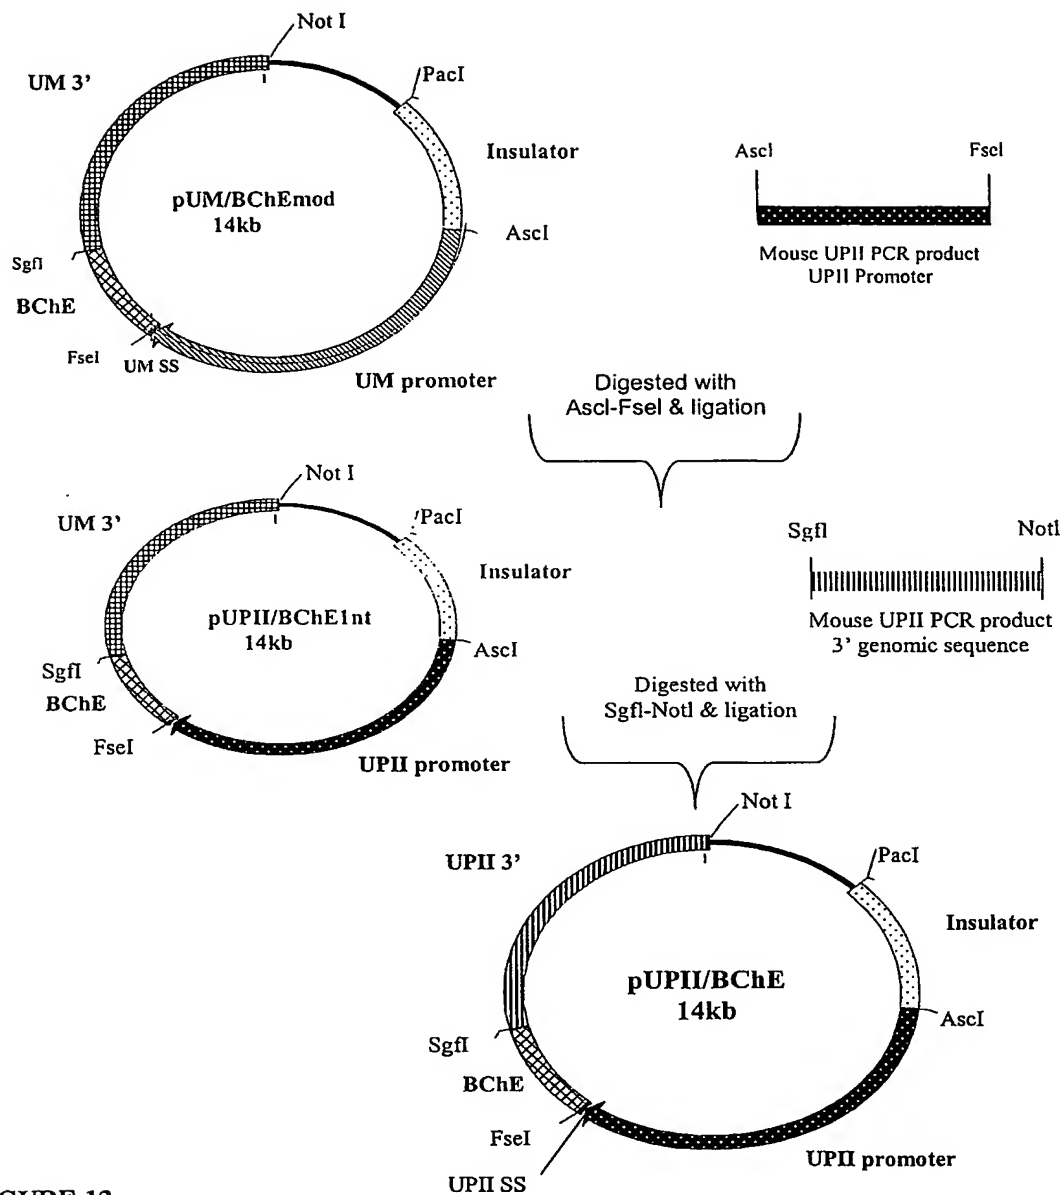 Not I
UM 3’
PacI
Insulator
pUM/BChEmod
14kb
AscI
SgfI
BChE
FseI
UM SS
UM promoter
AscI
FseI
Mouse UPII PCR product
UPII Promoter
Digested with
AscI-FseI & ligation
Not I
UM 3’
PacI
Insulator
pUPII/BChE1nt
14kb
AscI
SgfI
BChE
FseI
UPII promoter
SgfI
NotI
Mouse UPII PCR product
3’ genomic sequence
Digested with
SgfI-NotI & ligation
Not I
UPII 3’
PacI
Insulator
pUPII/BChE
14kb
AscI
SgfI
BChE
FseI
UPII SS
UPII promoter